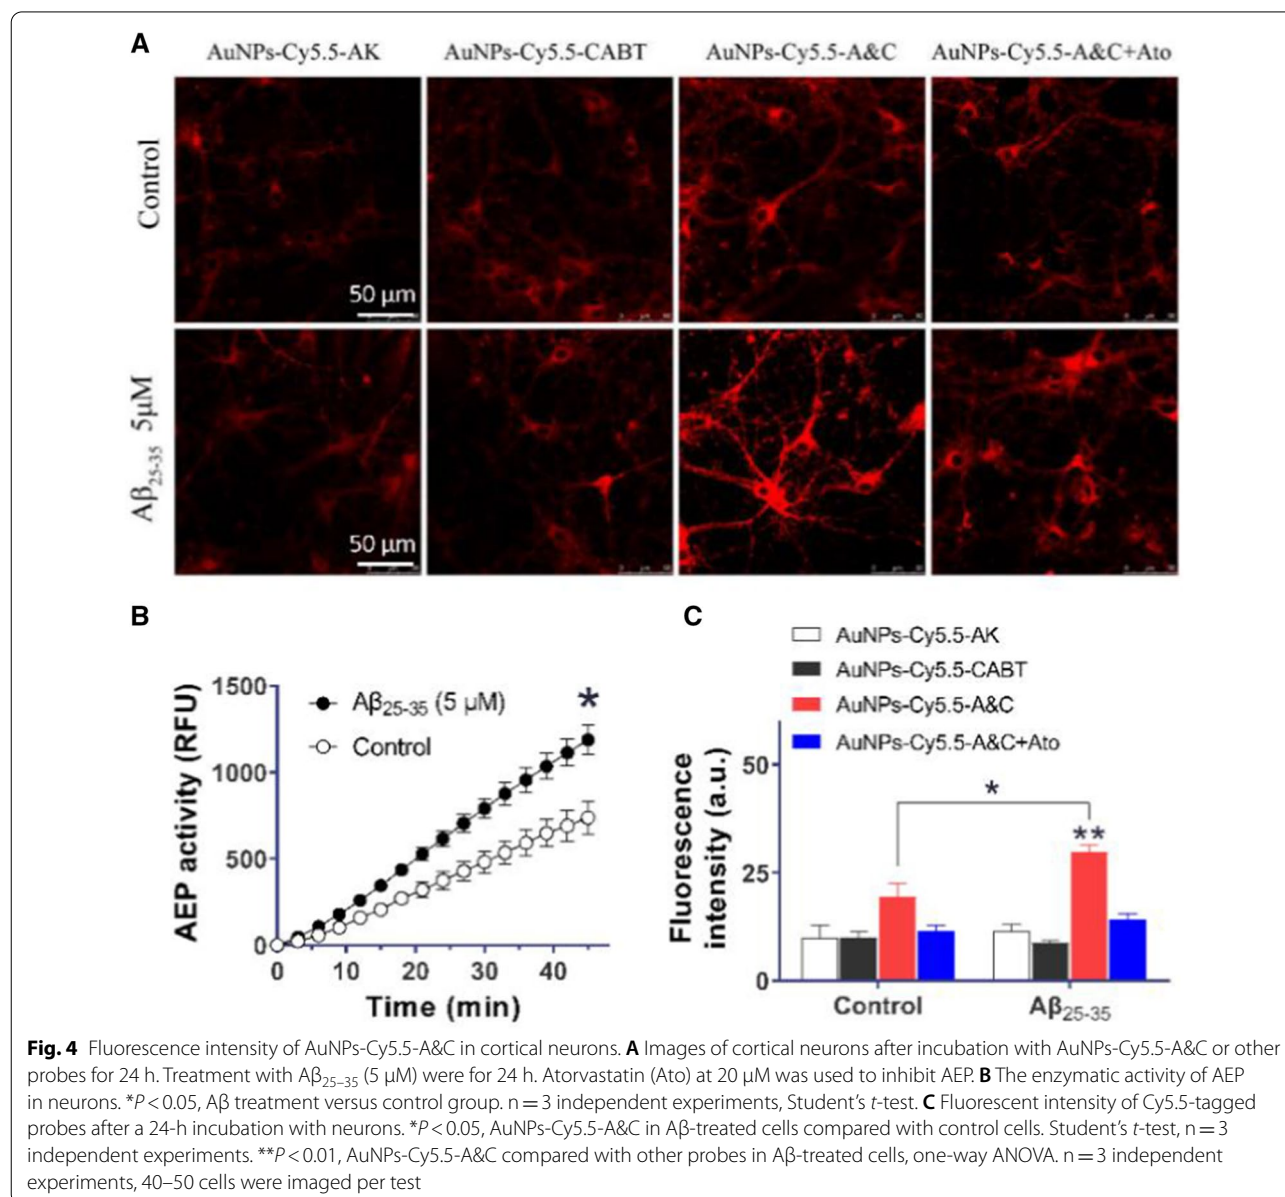 A
AuNPs-Cy5.5-AK
AuNPs-Cy5.5-CABT
AuNPs-Cy5.5-A&C
AuNPs-Cy5.5-A&C+Ato
Control
50 µm
Aβ25-35 5µM
50 µm
B
1500
1000
500
0
AEP activity (RFU)
Aβ25-35 (5 µM)
Control
*
0
10
20
30
40
Time (min)
C
AuNPs-Cy5.5-AK
AuNPs-Cy5.5-CABT
AuNPs-Cy5.5-A&C
AuNPs-Cy5.5-A&C+Ato
Fluorescence
intensity (a.u.)
50
25
0
*
**
Control
Aβ25-35
Fig. 4 Fluorescence intensity of AuNPs-Cy5.5-A&C in cortical neurons. A Images of cortical neurons after incubation with AuNPs-Cy5.5-A&C or other
probes for 24 h. Treatment with Aβ25–35 (5 µM) were for 24 h. Atorvastatin (Ato) at 20 µM was used to inhibit AEP. B The enzymatic activity of AEP
in neurons. *P < 0.05, Aβ treatment versus control group. n = 3 independent experiments, Student's t-test. C Fluorescent intensity of Cy5.5-tagged
probes after a 24-h incubation with neurons. *P < 0.05, AuNPs-Cy5.5-A&C in Aβ-treated cells compared with control cells. Student's t-test, n = 3
independent experiments. **P < 0.01, AuNPs-Cy5.5-A&C compared with other probes in Aβ-treated cells, one-way ANOVA. n = 3 independent
experiments, 40–50 cells were imaged per test